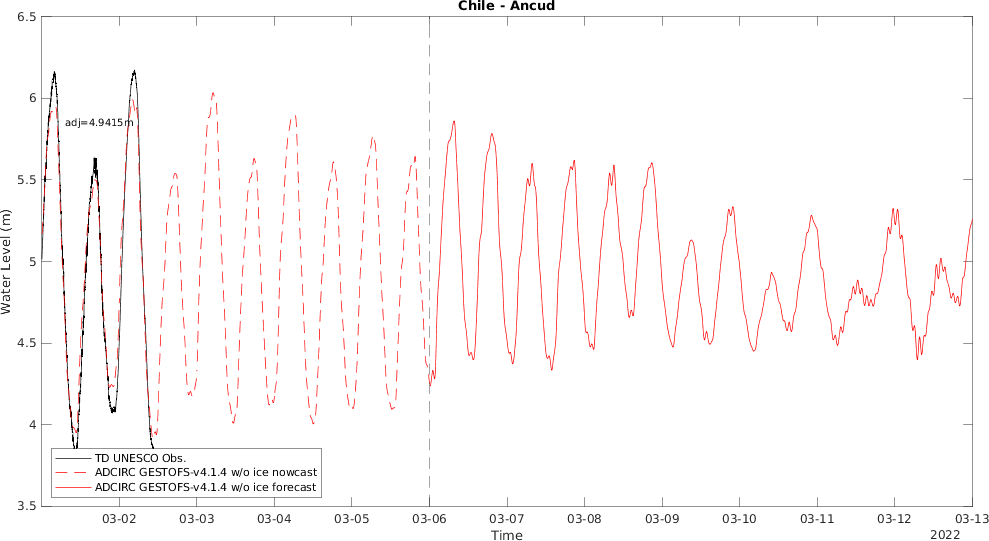 Chile - Ancud
6.5
6
5.5
5
4.5
4
3.5
Water Level (m)
adj=4.9415m
TD UNESCO Obs.
ADCIRC GESTOFS-v4.1.4 w/o ice nowcast
ADCIRC GESTOFS-v4.1.4 w/o ice forecast
03-02 03-03 03-04 03-05 03-06 03-07 03-08 03-09 03-10 03-11 03-12 03-13
Time
2022